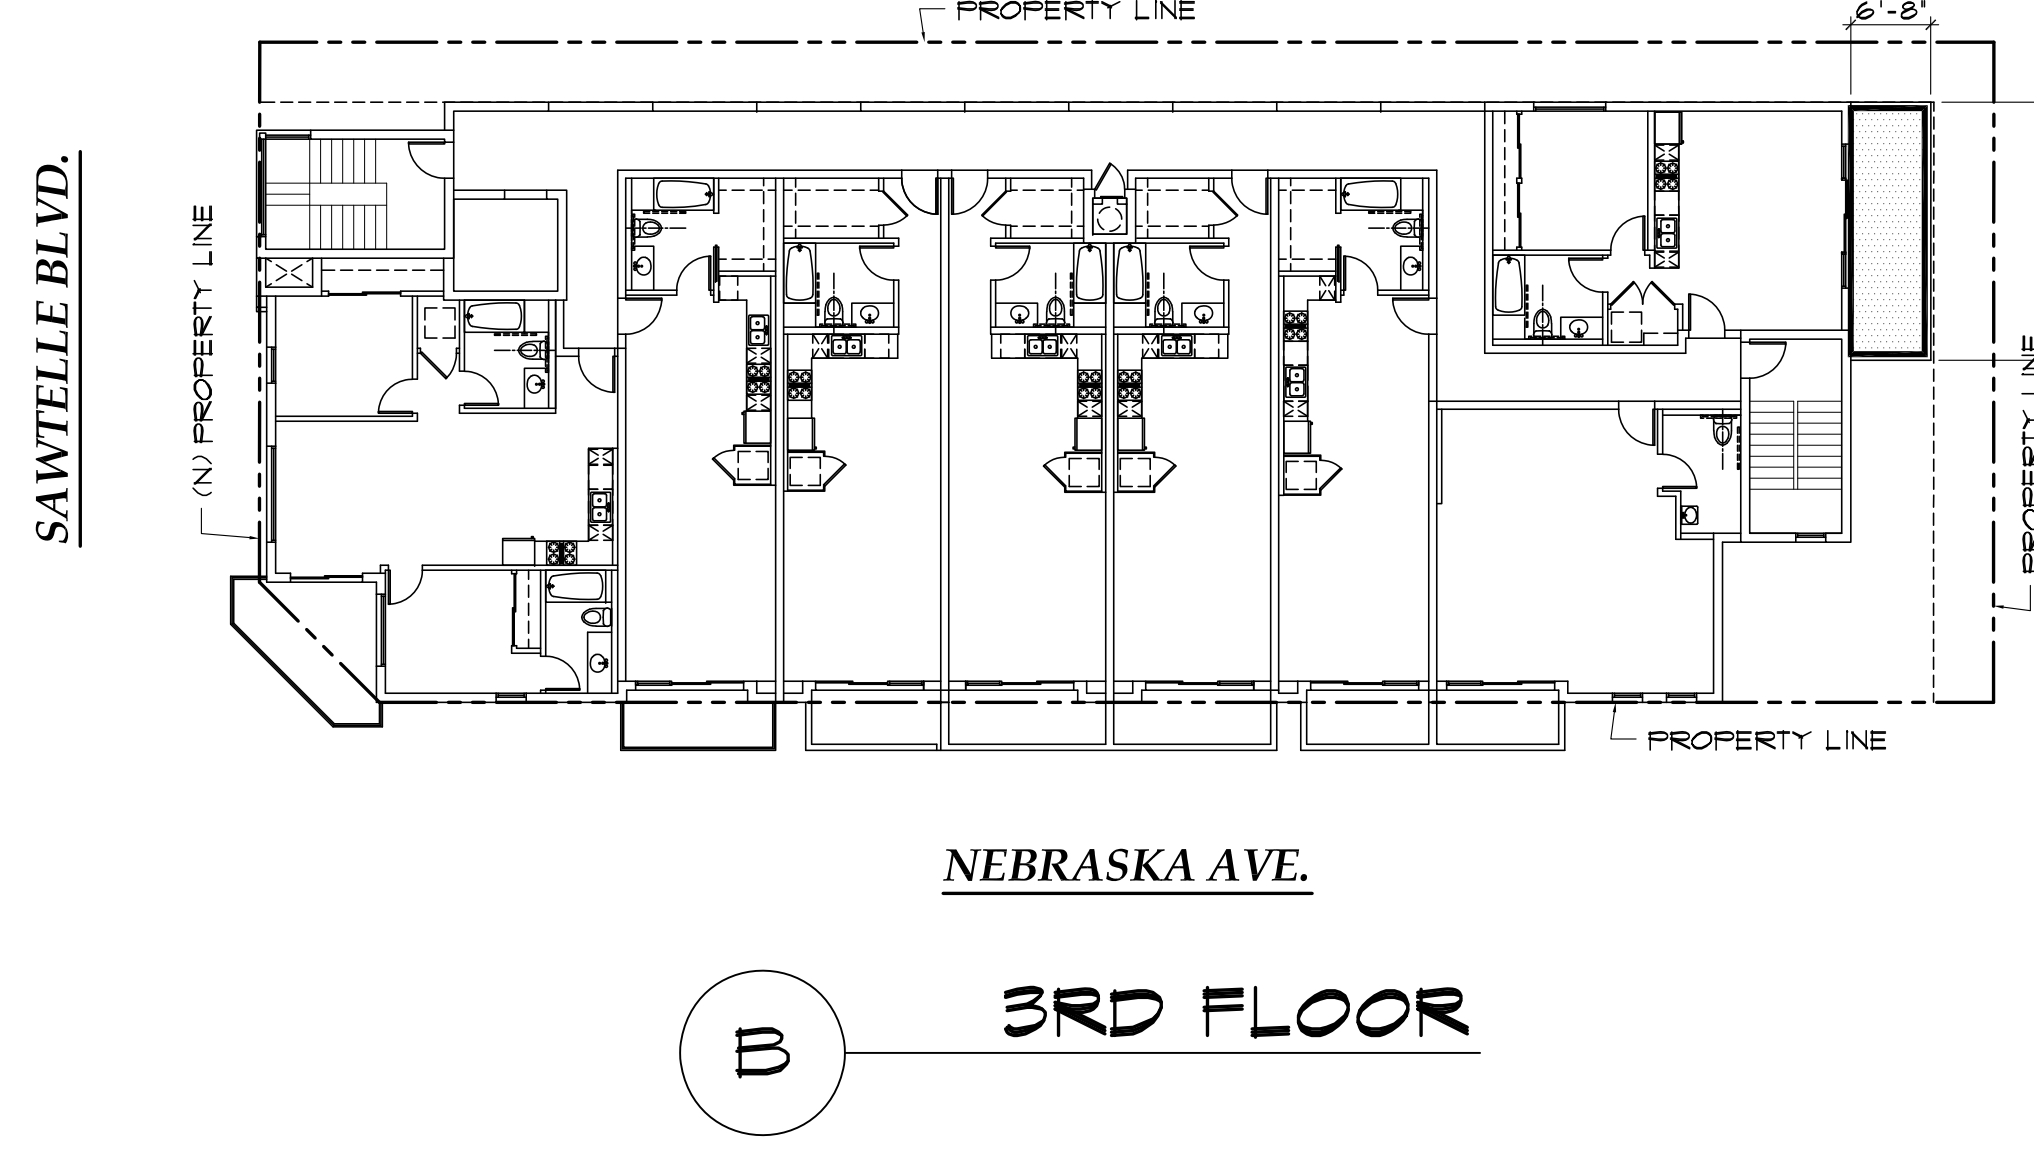 PROPERTY LINE
6'-8"
SAWTELLE BLVD.
(N) PROPERTY LINE
PROPERTY LINE
PROPERTY LINE
NEBRASKA AVE.
3RD FLOOR
B